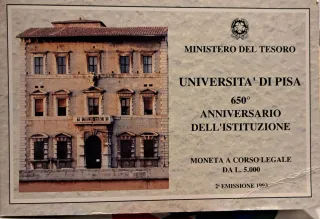 MINISTERO DEL TESORO
UNIVERSITA' DI PISA
650°
ANNIVERSARIO
DELL'ISTITUZIONE
MONETA A CORSO LEGALE
DA L. 5.000
2ª EMISSIONE 1993